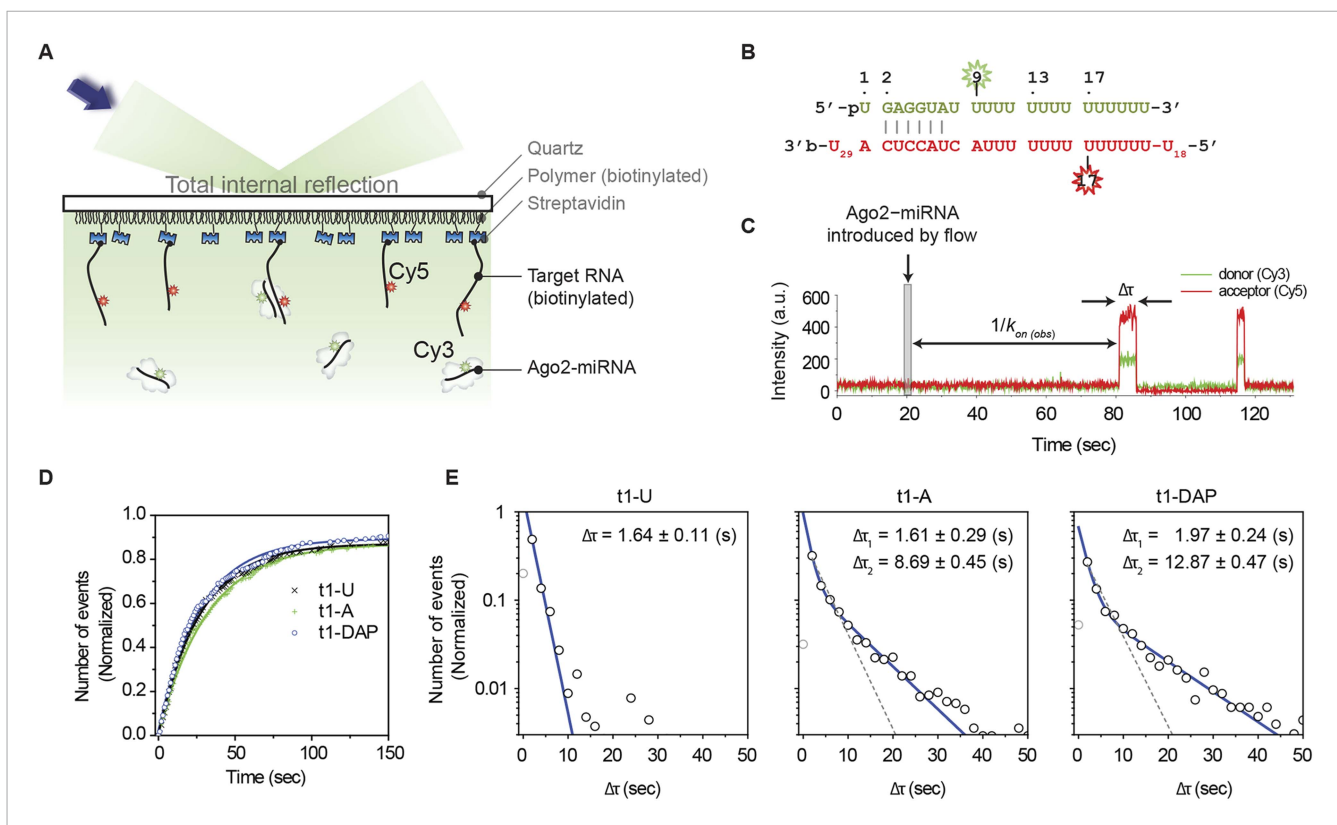 A
Total internal reflection
Quartz
Polymer (biotinylated)
Streptavidin
Cy5
Target RNA
(biotinylated)
Cy3
Ago2-miRNA
B
1 2 9 13 17
5′-pU GAGGUAU UUUU UUUU UUUUUU-3′
3′b-U29 A CUCCAUC AUUU UUUU UUUUUU-U18-5′
17
C
Ago2−miRNA
introduced by flow
donor (Cy3)
acceptor (Cy5)
Δτ
1/kon (obs)
Intensity (a.u.)
600
400
200
0
0 20 40 60 80 100 120
Time (sec)
D
Number of events
(Normalized)
1.0
0.8
0.6
0.4
0.2
0.0
t1-U
t1-A
t1-DAP
0 50 100 150
Time (sec)
E
Number of events
(Normalized)
1
0.1
0.01
t1-U
Δτ = 1.64 ± 0.11 (s)
0 10 20 30 40 50
Δτ (sec)
t1-A
Δτ1 = 1.61 ± 0.29 (s)
Δτ2 = 8.69 ± 0.45 (s)
0 10 20 30 40 50
Δτ (sec)
t1-DAP
Δτ1 = 1.97 ± 0.24 (s)
Δτ2 = 12.87 ± 0.47 (s)
0 10 20 30 40 50
Δτ (sec)